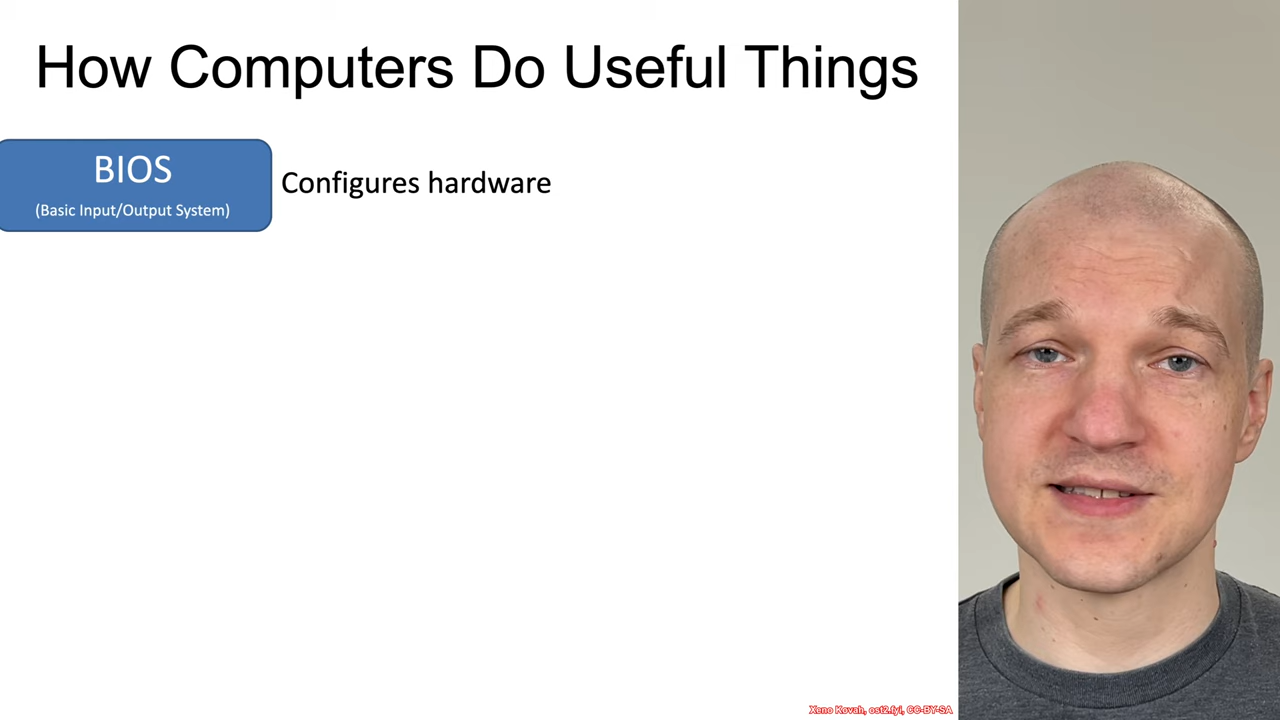 How Computers Do Useful Things
BIOS
(Basic Input/Output System)
Configures hardware
Xeno Kovah, ost2.fyi, CC-BY-SA